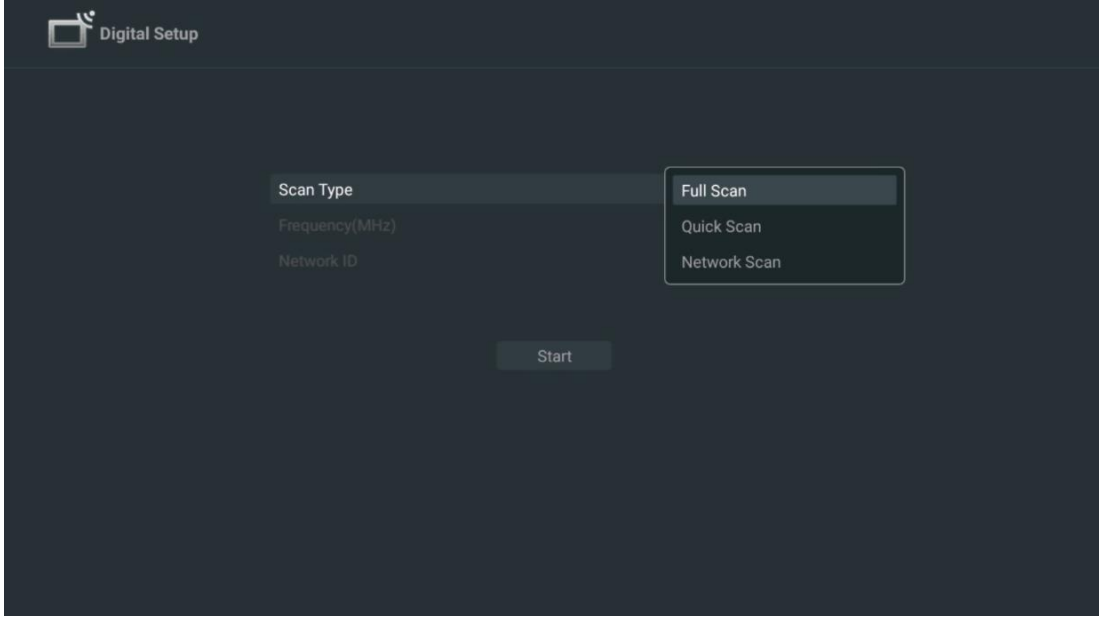 Digital Setup
Scan Type
Full Scan
Frequency(MHz)
Quick Scan
Network ID
Network Scan
Start